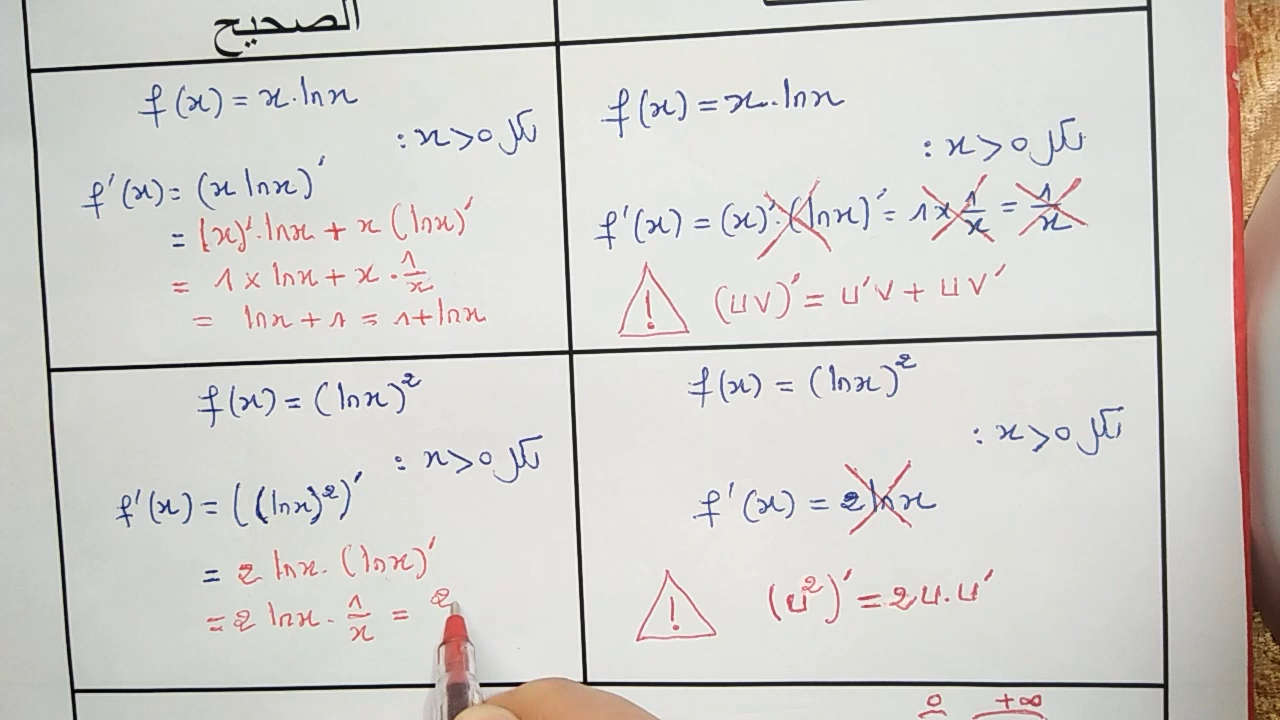 الصحيح
f(x) = x.lnx
لكل x>0 :
f'(x) = (x lnx)'
= (x)'.lnx + x (lnx)'
= 1 × lnx + x . 1/x
= lnx + 1 = 1+lnx
f(x) = x.lnx
لكل x>0 :
f'(x) = (x)'.(lnx)' = 1×1/x = 1/x
! (uv)' = u'v + uv'
f(x) = (lnx)²
لكل x>0 :
f'(x) = ((lnx)²)'
= 2 lnx. (lnx)'
= 2 lnx . 1/x = 2
f(x) = (lnx)²
لكل x>0 :
f'(x) = 2lnx
! (u²)' = 2u.u'
0 +∞